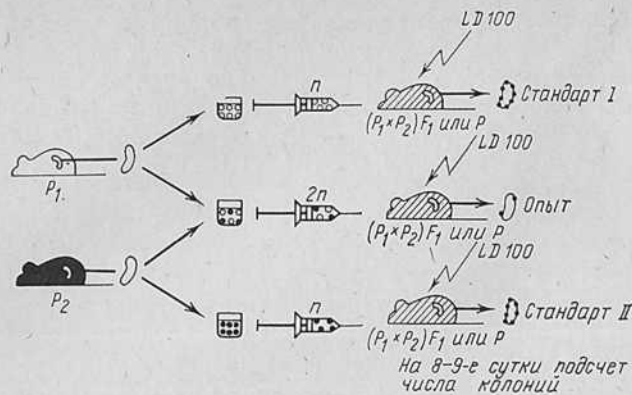 LD 100
n
(P₁×P₂)F₁ или P
Стандарт I
P₁.
LD 100
2n
(P₁×P₂)F₁ или P
Опыт
P₂
LD 100
n
(P₁×P₂)F₁ или P
Стандарт II
На 8-9-е сутки подсчет
числа колоний